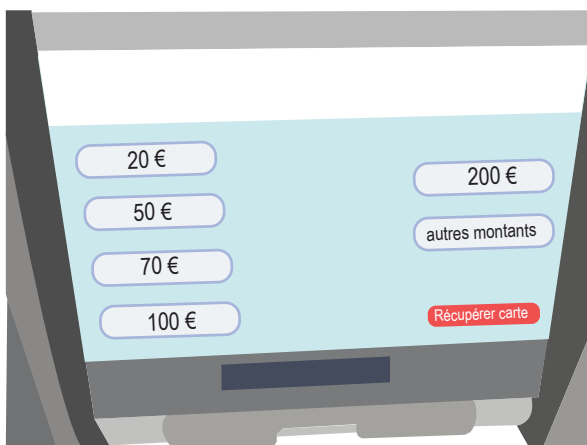 20 €
50 €
70 €
100 €
200 €
autres montants
Récupérer carte